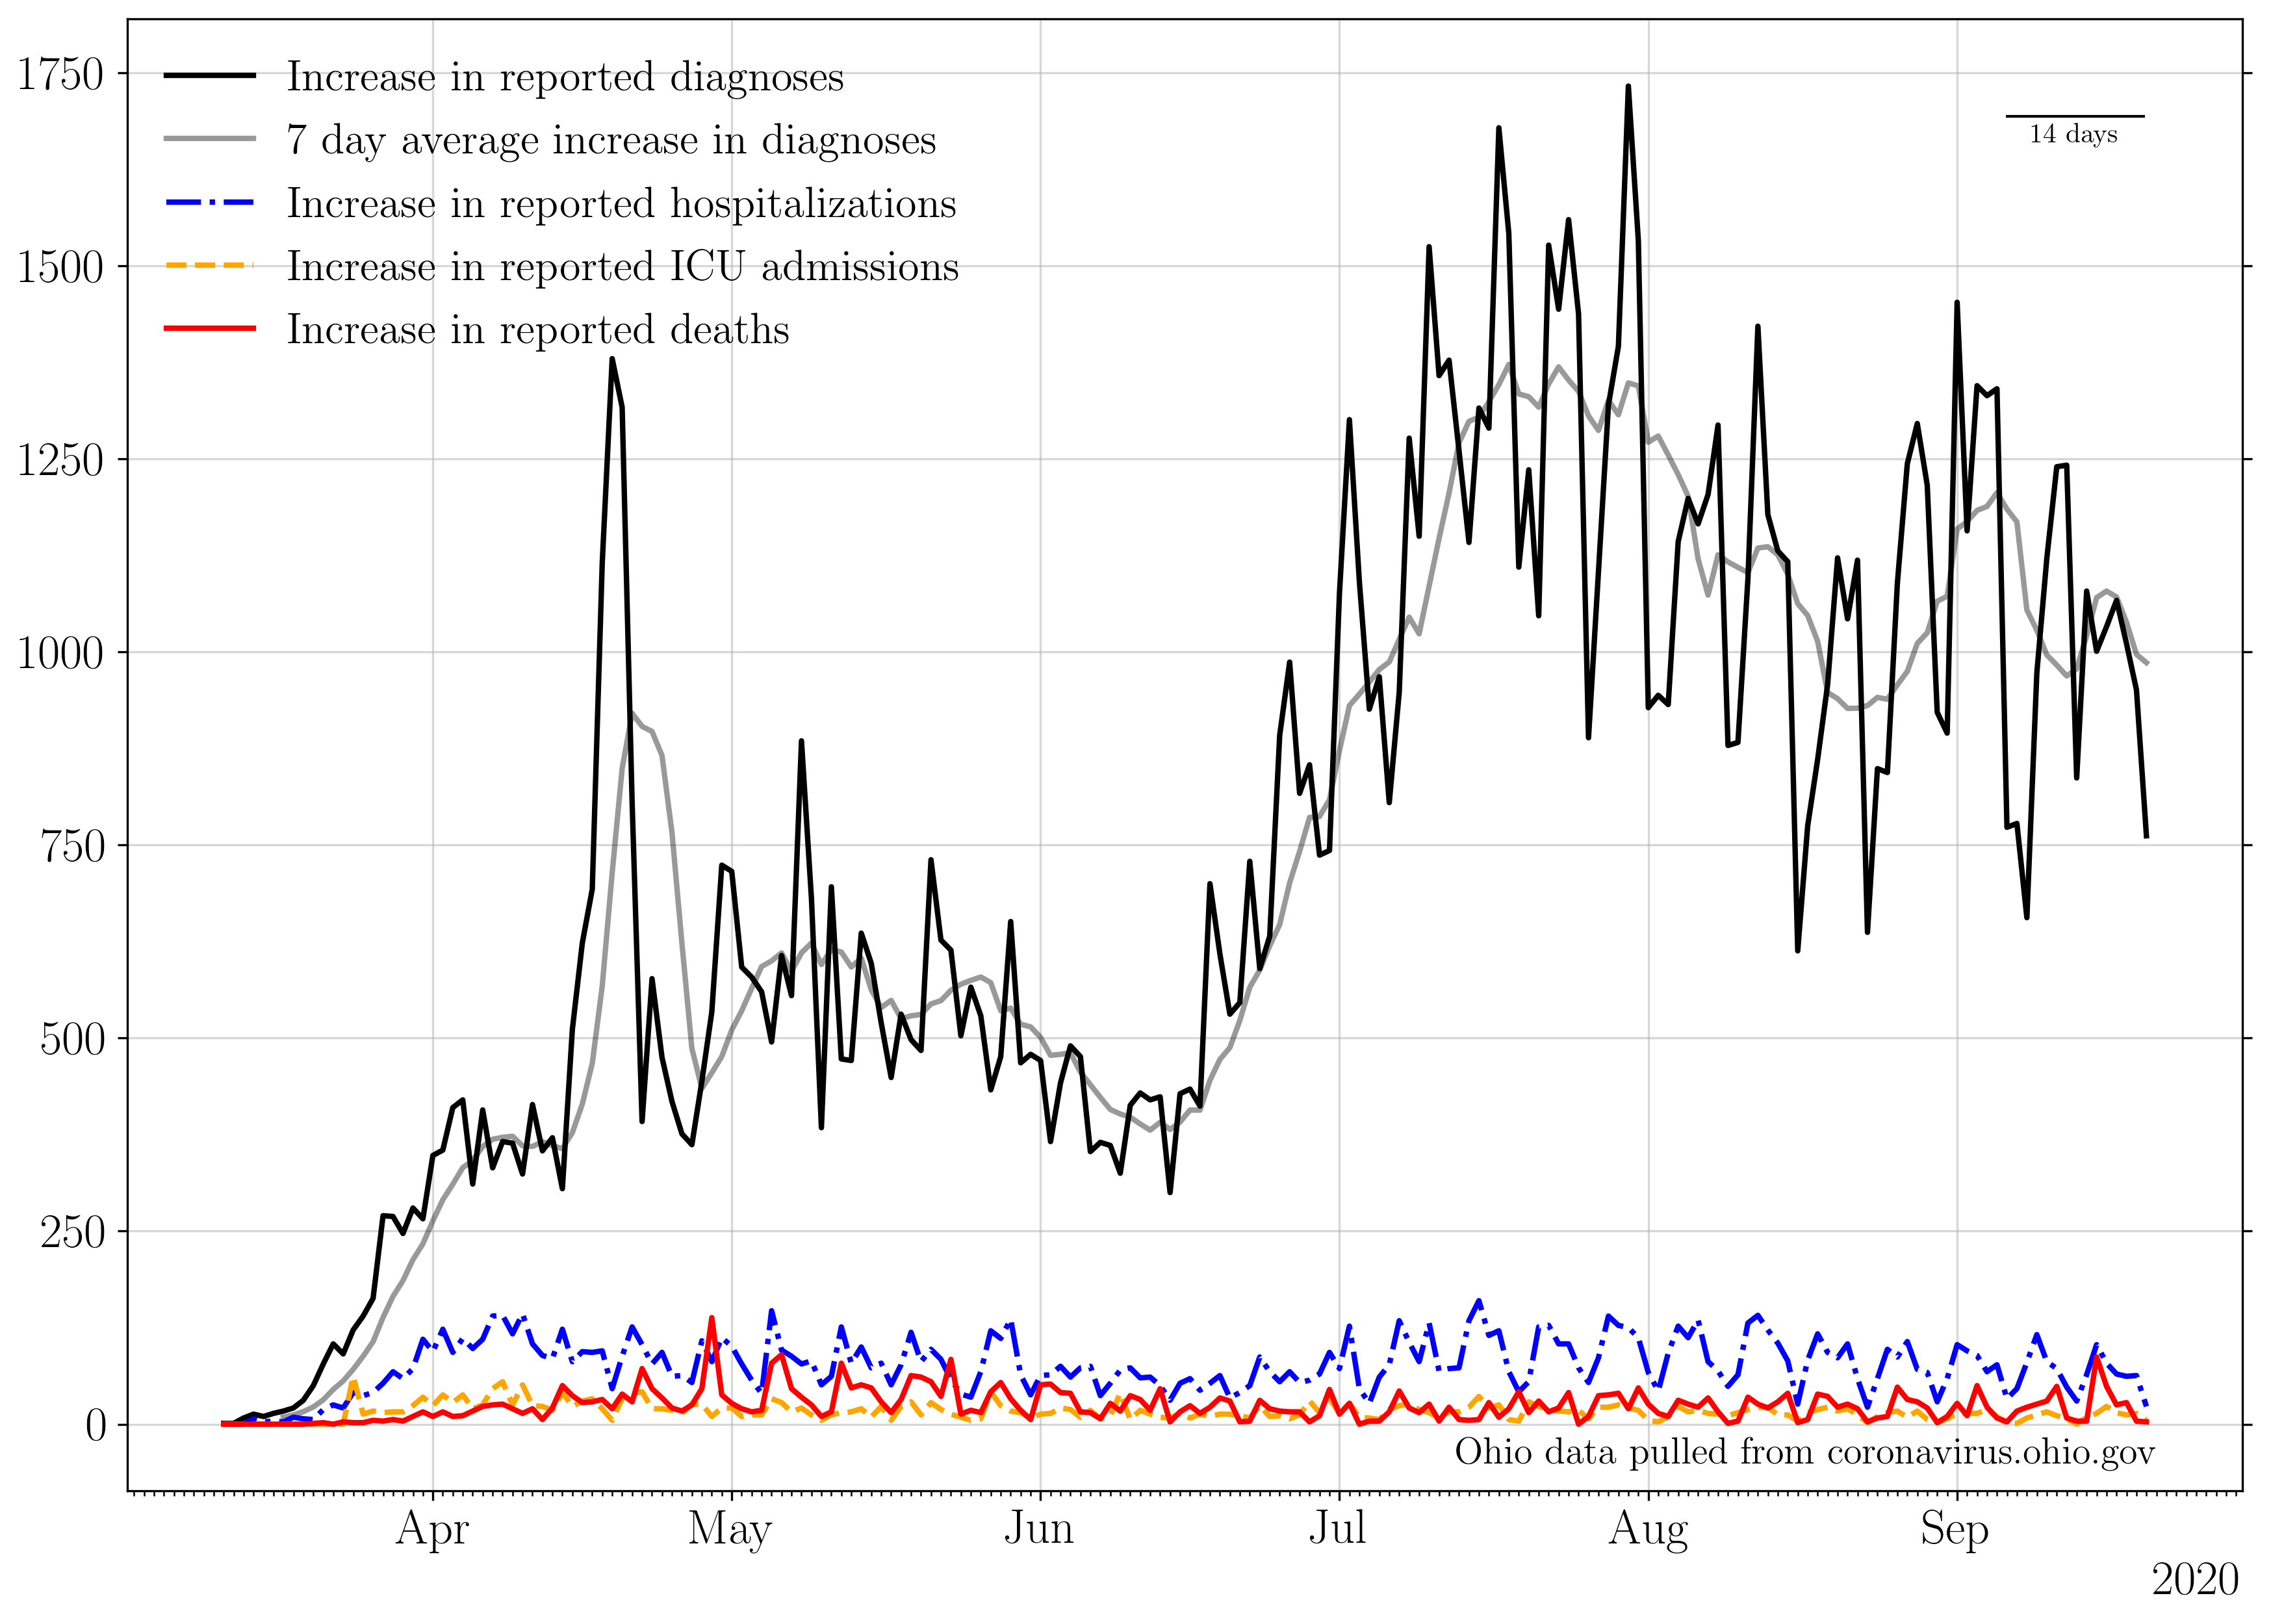 1750
1500
1250
1000
750
500
250
0
Increase in reported diagnoses
7 day average increase in diagnoses
Increase in reported hospitalizations
Increase in reported ICU admissions
Increase in reported deaths
14 days
Ohio data pulled from coronavirus.ohio.gov
Apr May Jun Jul Aug Sep
2020